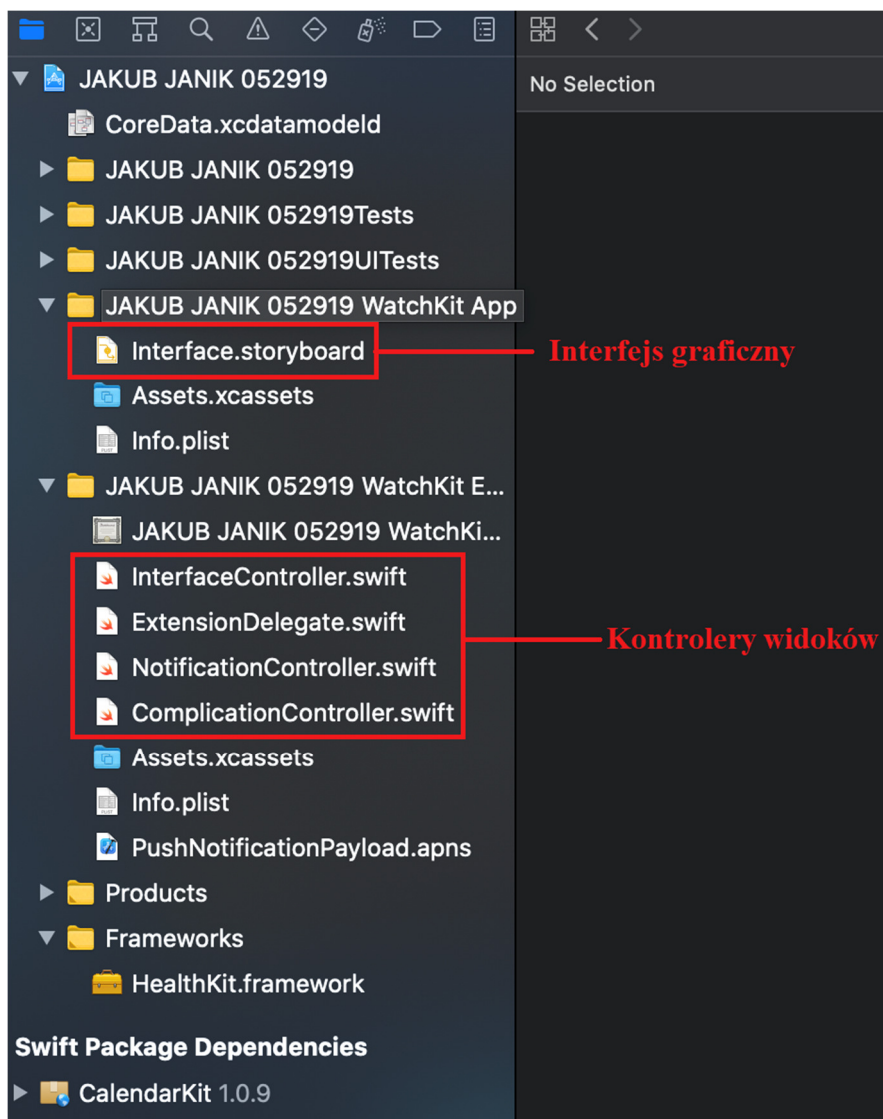 JAKUB JANIK 052919
No Selection
CoreData.xcdatamodeld
JAKUB JANIK 052919
JAKUB JANIK 052919Tests
JAKUB JANIK 052919UITests
JAKUB JANIK 052919 WatchKit App
Interface.storyboard
Interfejs graficzny
Assets.xcassets
Info.plist
JAKUB JANIK 052919 WatchKit E...
JAKUB JANIK 052919 WatchKi...
InterfaceController.swift
ExtensionDelegate.swift
Kontrolery widoków
NotificationController.swift
ComplicationController.swift
Assets.xcassets
Info.plist
PushNotificationPayload.apns
Products
Frameworks
HealthKit.framework
Swift Package Dependencies
CalendarKit 1.0.9